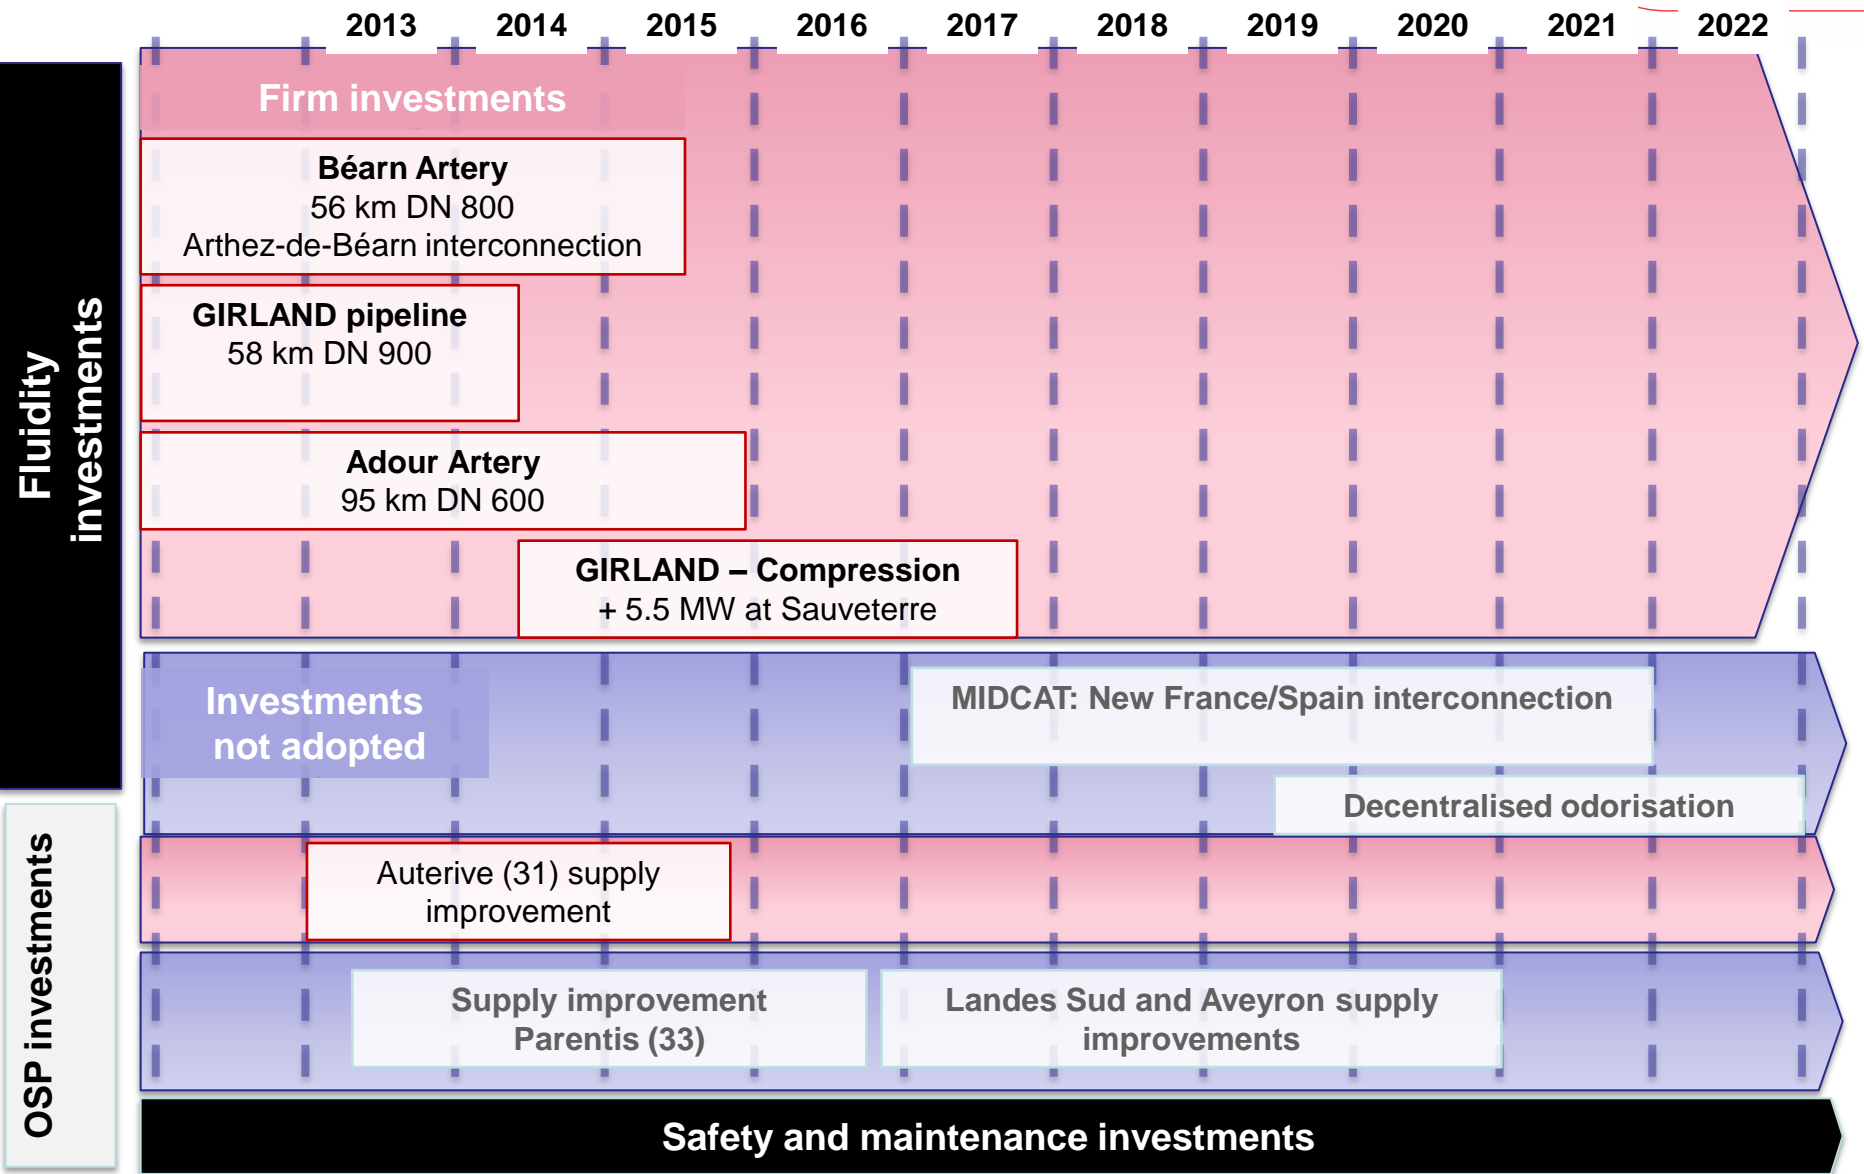 2013 2014 2015 2016 2017 2018 2019 2020 2021 2022
Fluidity
investments
Firm investments
Béarn Artery
56 km DN 800
Arthez-de-Béarn interconnection
GIRLAND pipeline
58 km DN 900
Adour Artery
95 km DN 600
GIRLAND – Compression
+ 5.5 MW at Sauveterre
Investments
not adopted
MIDCAT: New France/Spain interconnection
Decentralised odorisation
OSP investments
Auterive (31) supply
improvement
Supply improvement
Parentis (33)
Landes Sud and Aveyron supply
improvements
Safety and maintenance investments